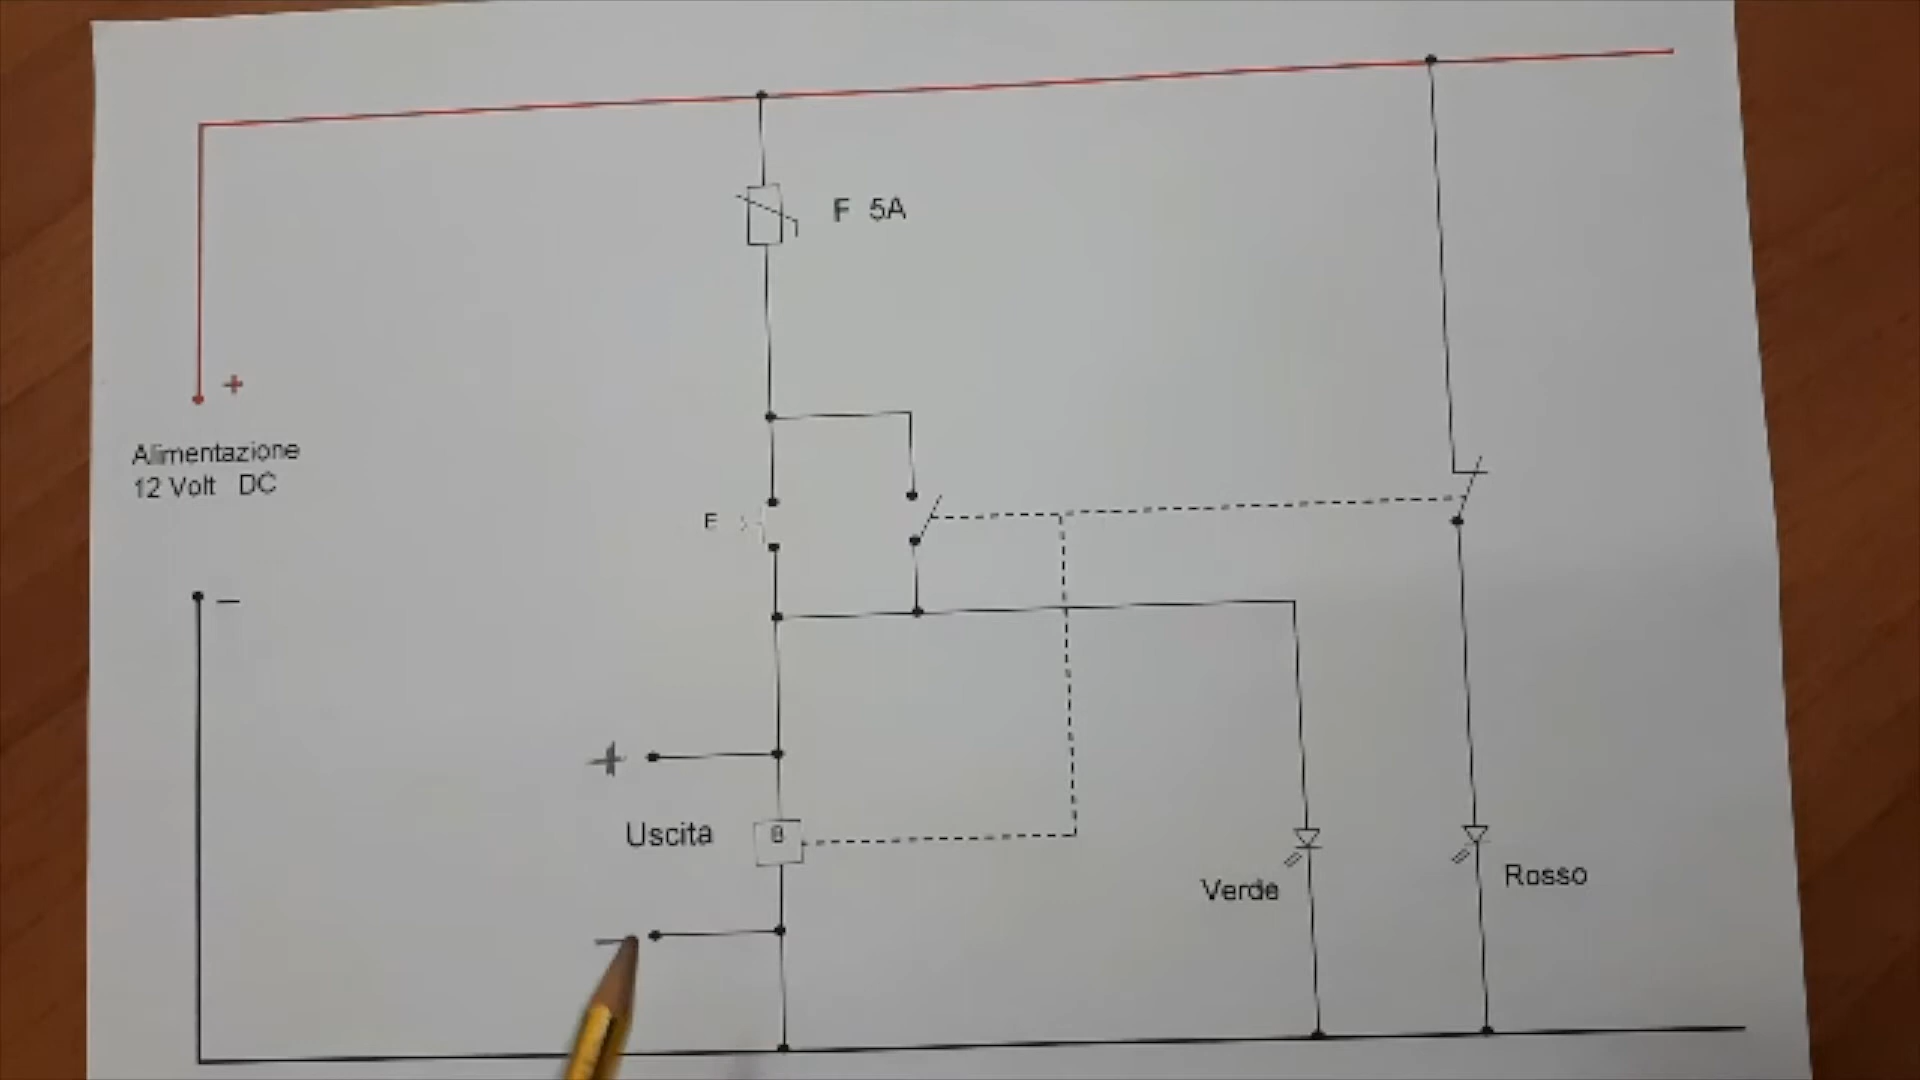 F 5A
+
Alimentazione
12 Volt DC
E
–
+
Uscita
B
Verde
Rosso
–